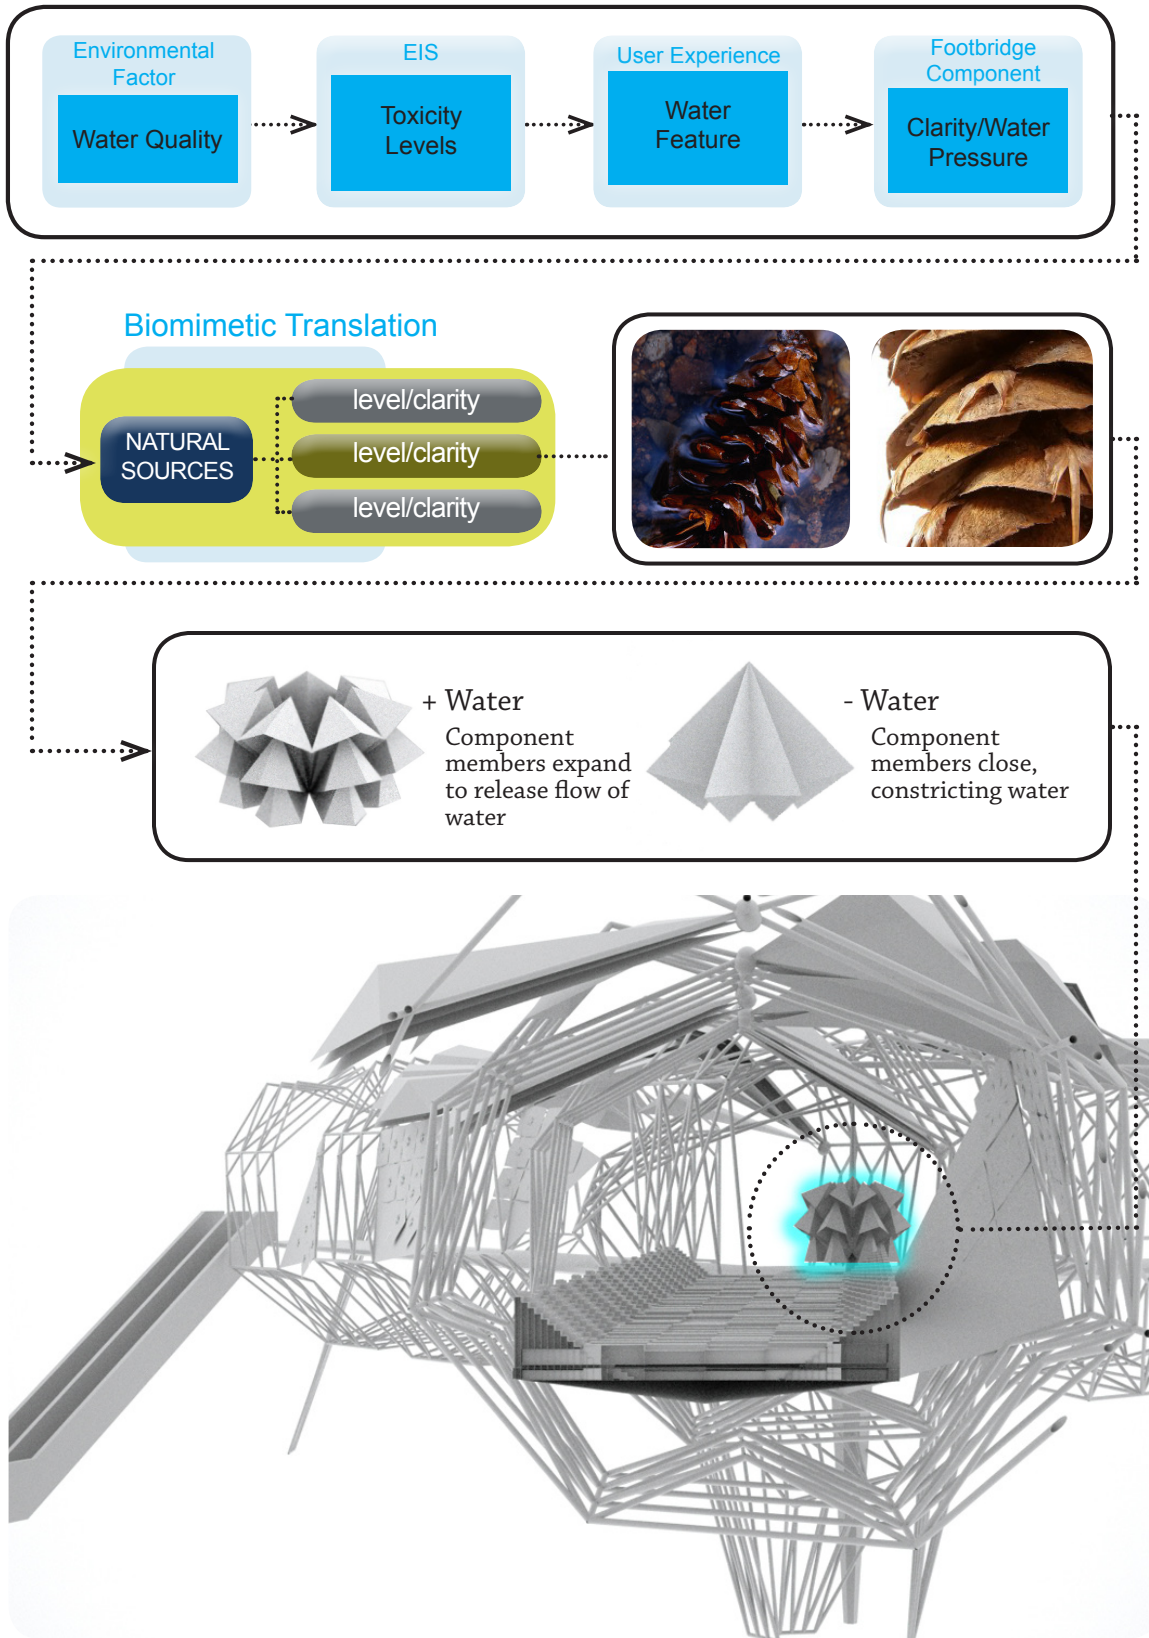 Environmental
Factor
Water Quality
EIS
Toxicity
Levels
User Experience
Water
Feature
Footbridge
Component
Clarity/Water
Pressure
Biomimetic Translation
NATURAL
SOURCES
level/clarity
level/clarity
level/clarity
+ Water
Component
members expand
to release flow of
water
- Water
Component
members close,
constricting water